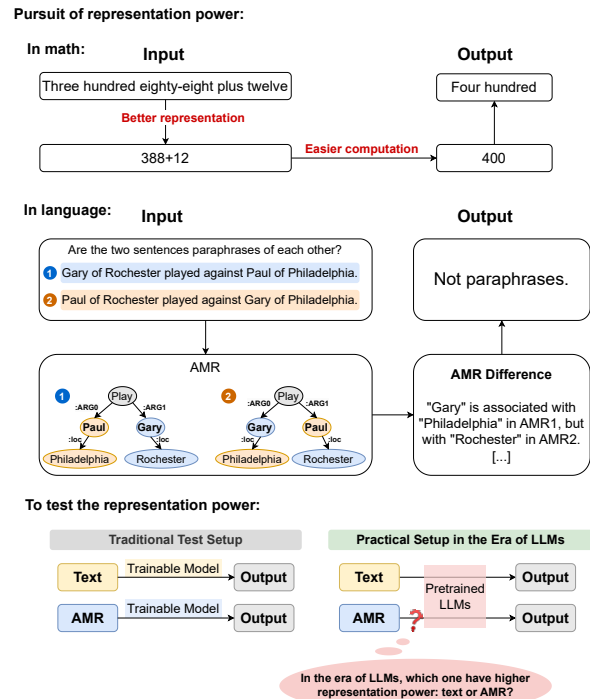 Pursuit of representation power:
In math:
Input
Output
Three hundred eighty-eight plus twelve
Four hundred
Better representation
388+12
Easier computation
400
In language:
Input
Output
Are the two sentences paraphrases of each other?
1 Gary of Rochester played against Paul of Philadelphia.
2 Paul of Rochester played against Gary of Philadelphia.
Not paraphrases.
AMR
1
Play
:ARG0
:ARG1
Paul
Gary
:loc
:loc
Philadelphia
Rochester
2
Play
:ARG0
:ARG1
Gary
Paul
:loc
:loc
Philadelphia
Rochester
AMR Difference
"Gary" is associated with
"Philadelphia" in AMR1, but
with "Rochester" in AMR2.
[...]
To test the representation power:
Traditional Test Setup
Text
Trainable Model
Output
AMR
Trainable Model
Output
Practical Setup in the Era of LLMs
Text
Pretrained
LLMs
Output
AMR
?
Output
In the era of LLMs, which one have higher
representation power: text or AMR?